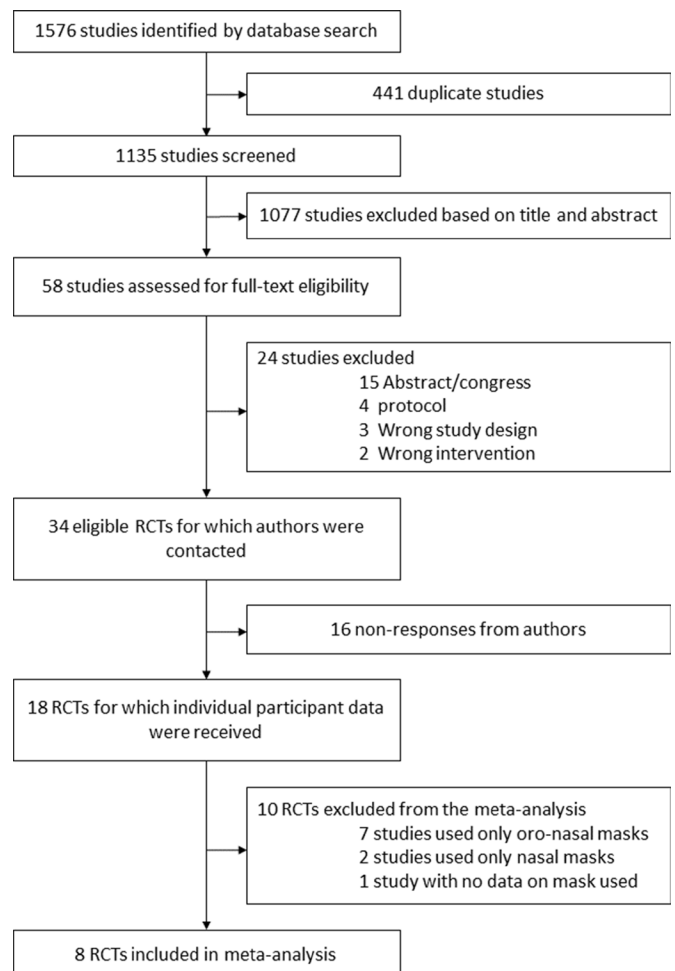 1576 studies identified by database search
441 duplicate studies
1135 studies screened
1077 studies excluded based on title and abstract
58 studies assessed for full-text eligibility
24 studies excluded
15 Abstract/congress
4 protocol
3 Wrong study design
2 Wrong intervention
34 eligible RCTs for which authors were
contacted
16 non-responses from authors
18 RCTs for which individual participant data
were received
10 RCTs excluded from the meta-analysis
7 studies used only oro-nasal masks
2 studies used only nasal masks
1 study with no data on mask used
8 RCTs included in meta-analysis